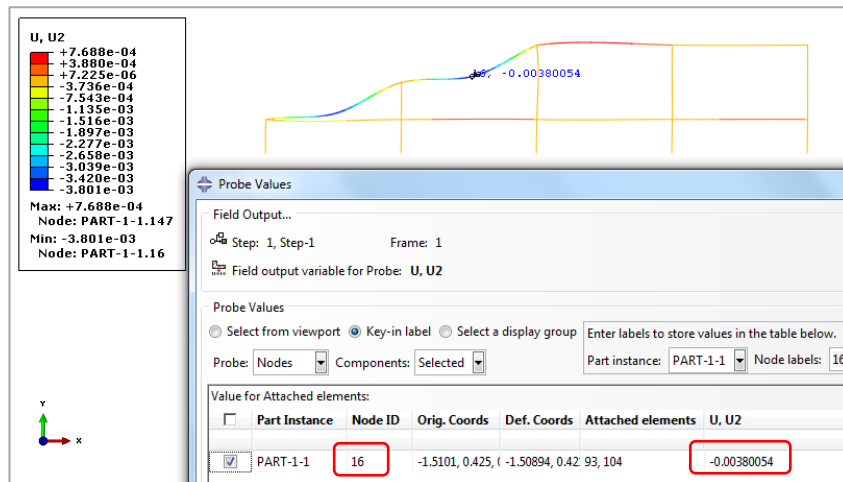 U, U2
+7.688e-04
+3.880e-04
+7.225e-06
-3.736e-04
-7.543e-04
-1.135e-03
-1.516e-03
-1.897e-03
-2.277e-03
-2.658e-03
-3.039e-03
-3.420e-03
-3.801e-03
Max: +7.688e-04
Node: PART-1-1.147
Min: -3.801e-03
Node: PART-1-1.16
16, -0.00380054
Probe Values
Field Output...
Step: 1, Step-1 Frame: 1
Field output variable for Probe: U, U2
Probe Values
Select from viewport Key-in label Select a display group Enter labels to store values in the table below.
Probe: Nodes Components: Selected Part instance: PART-1-1 Node labels: 16
Value for Attached elements:
Part Instance Node ID Orig. Coords Def. Coords Attached elements U, U2
PART-1-1 16 -1.5101, 0.425, ( -1.50894, 0.42 93, 104 -0.00380054
Y
X